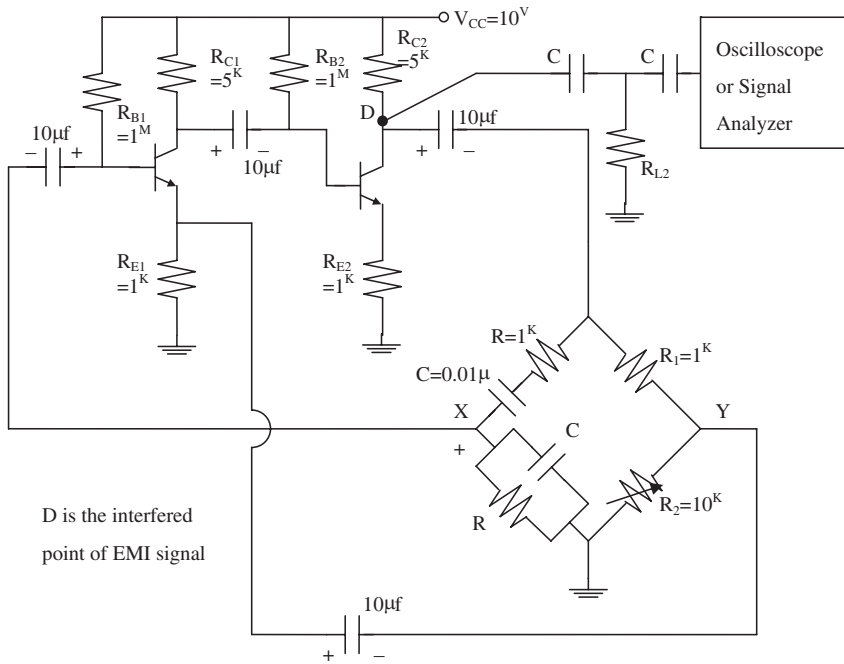 V_CC=10^V
R_C1
=5^K
R_B2
=1^M
R_C2
=5^K
C
C
Oscilloscope
or Signal
Analyzer
R_B1
=1^M
D
10μf
10μf
− +
+ −
10μf
+ −
R_L2
R_E1
=1^K
R_E2
=1^K
R=1^K
R_1=1^K
C=0.01μ
X
Y
+
C
R
R_2=10^K
D is the interfered
point of EMI signal
10μf
+ −